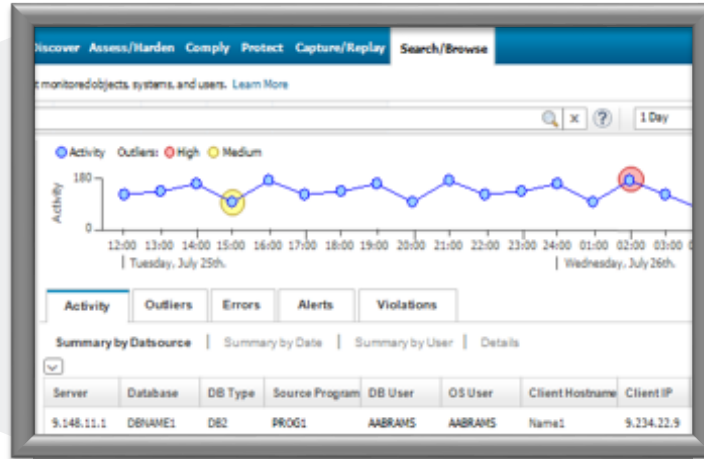 Discover Assess/Harden Comply Protect Capture/Replay Search/Browse
t monitored objects, systems, and users. Learn More
x ? 1 Day
Activity Outliers: High Medium
180
Activity
0
12:00 13:00 14:00 15:00 16:00 17:00 18:00 19:00 20:00 21:00 22:00 23:00 24:00 01:00 02:00 03:00
Tuesday, July 25th. Wednesday, July 26th.
Activity Outliers Errors Alerts Violations
Summary by Datsource | Summary by Date | Summary by User | Details
Server Database DB Type Source Program DB User OS User Client Hostname Client IP
9.148.11.1 DBNAME1 DB2 PROG1 AABRAMS AABRAMS Name1 9.234.22.9